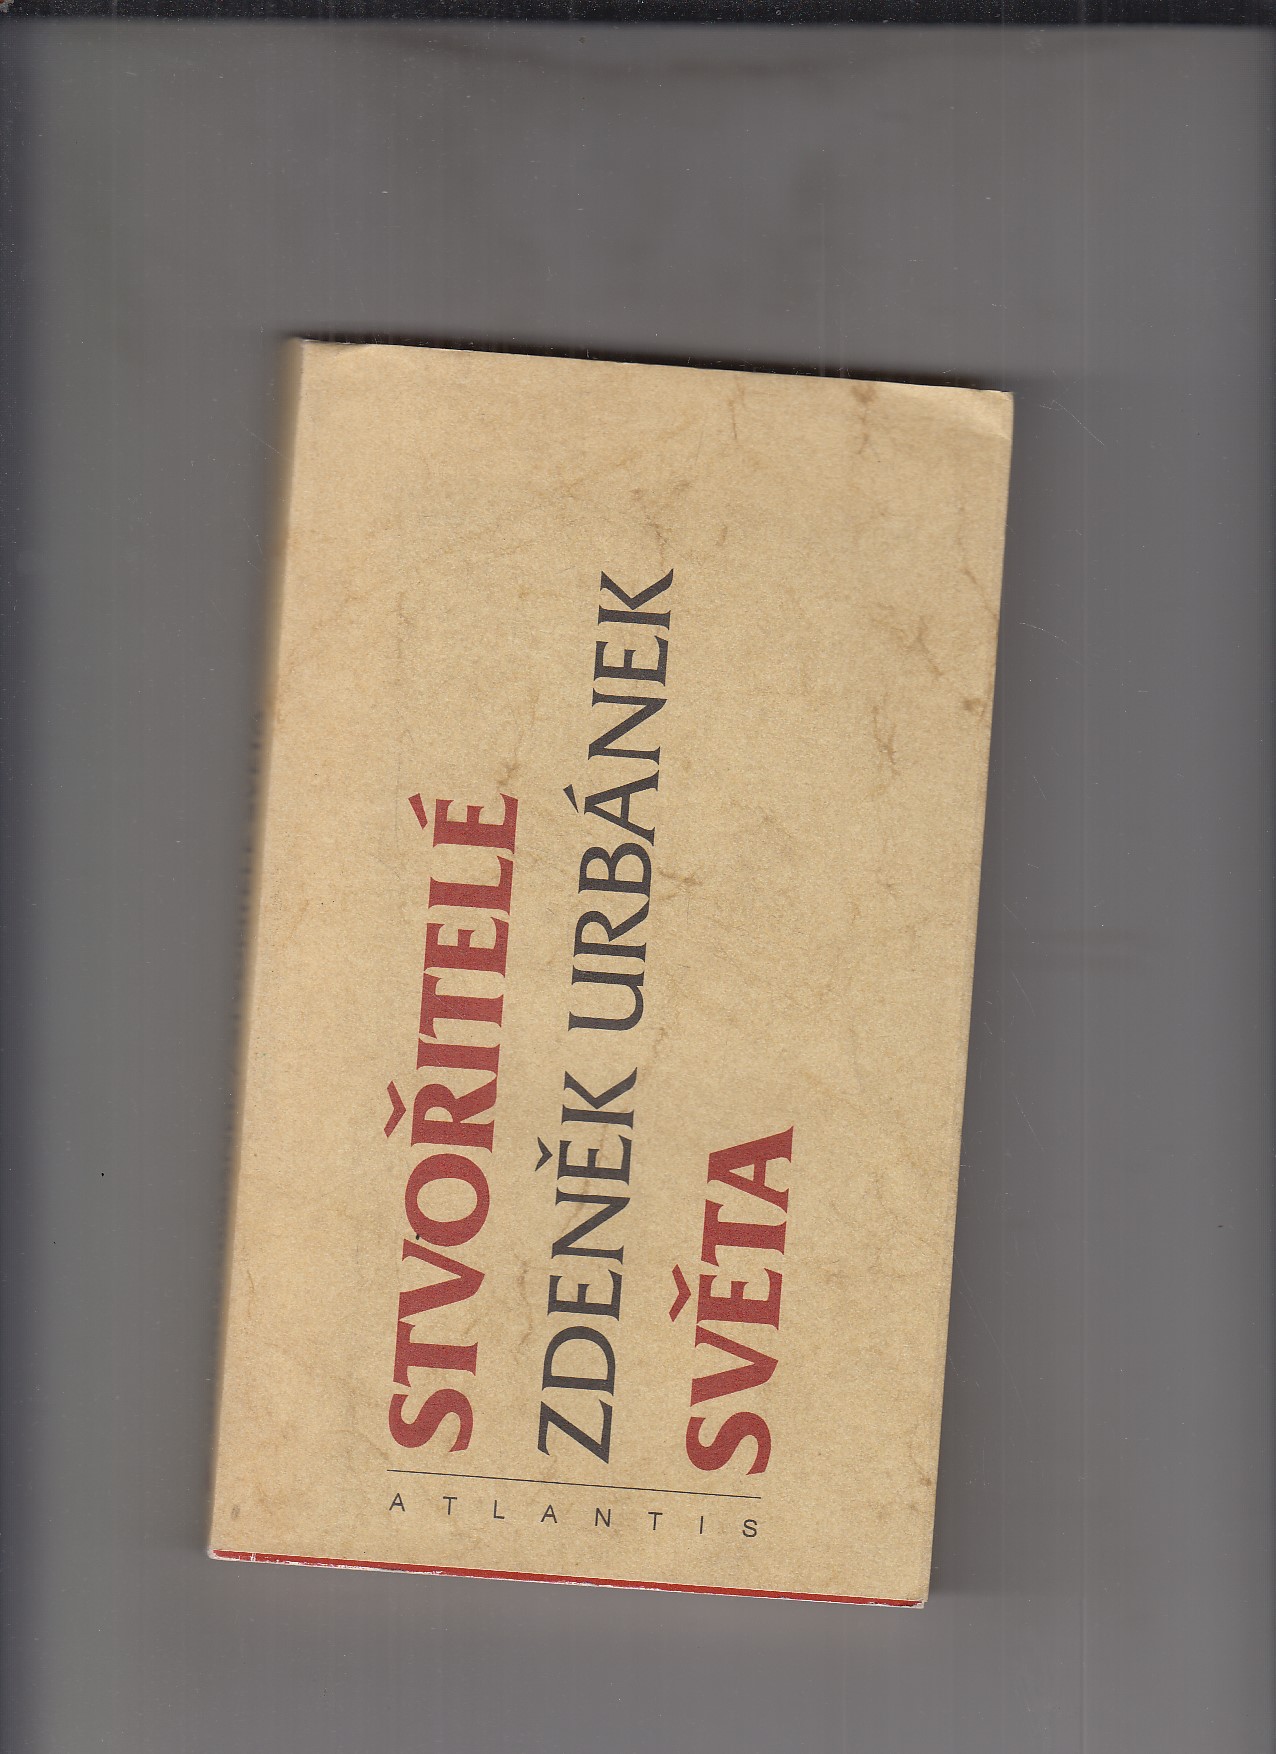 STVOŘITELÉ
ZDENĚK URBÁNEK
SVĚTA
ATLANTIS